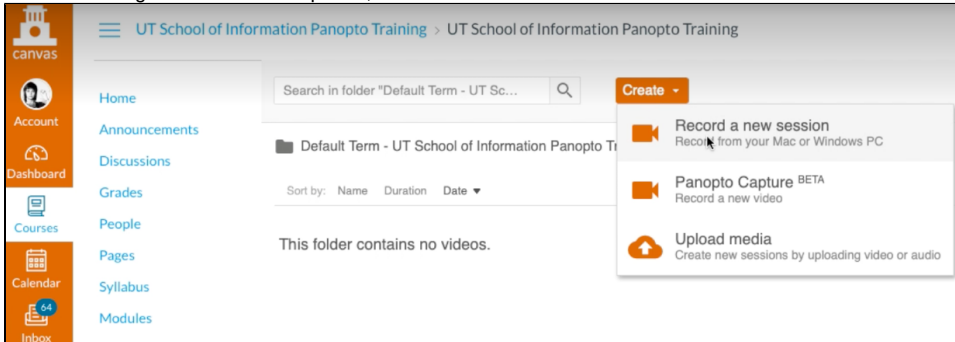 canvas
UT School of Information Panopto Training > UT School of Information Panopto Training
Account
Dashboard
Courses
Calendar
64
Inbox
Home
Announcements
Discussions
Grades
People
Pages
Syllabus
Modules
Search in folder "Default Term - UT Sc...
Create
Default Term - UT School of Information Panopto
Sort by: Name Duration Date ▼
This folder contains no videos.
Record a new session
Record from your Mac or Windows PC
Panopto Capture BETA
Record a new video
Upload media
Create new sessions by uploading video or audio